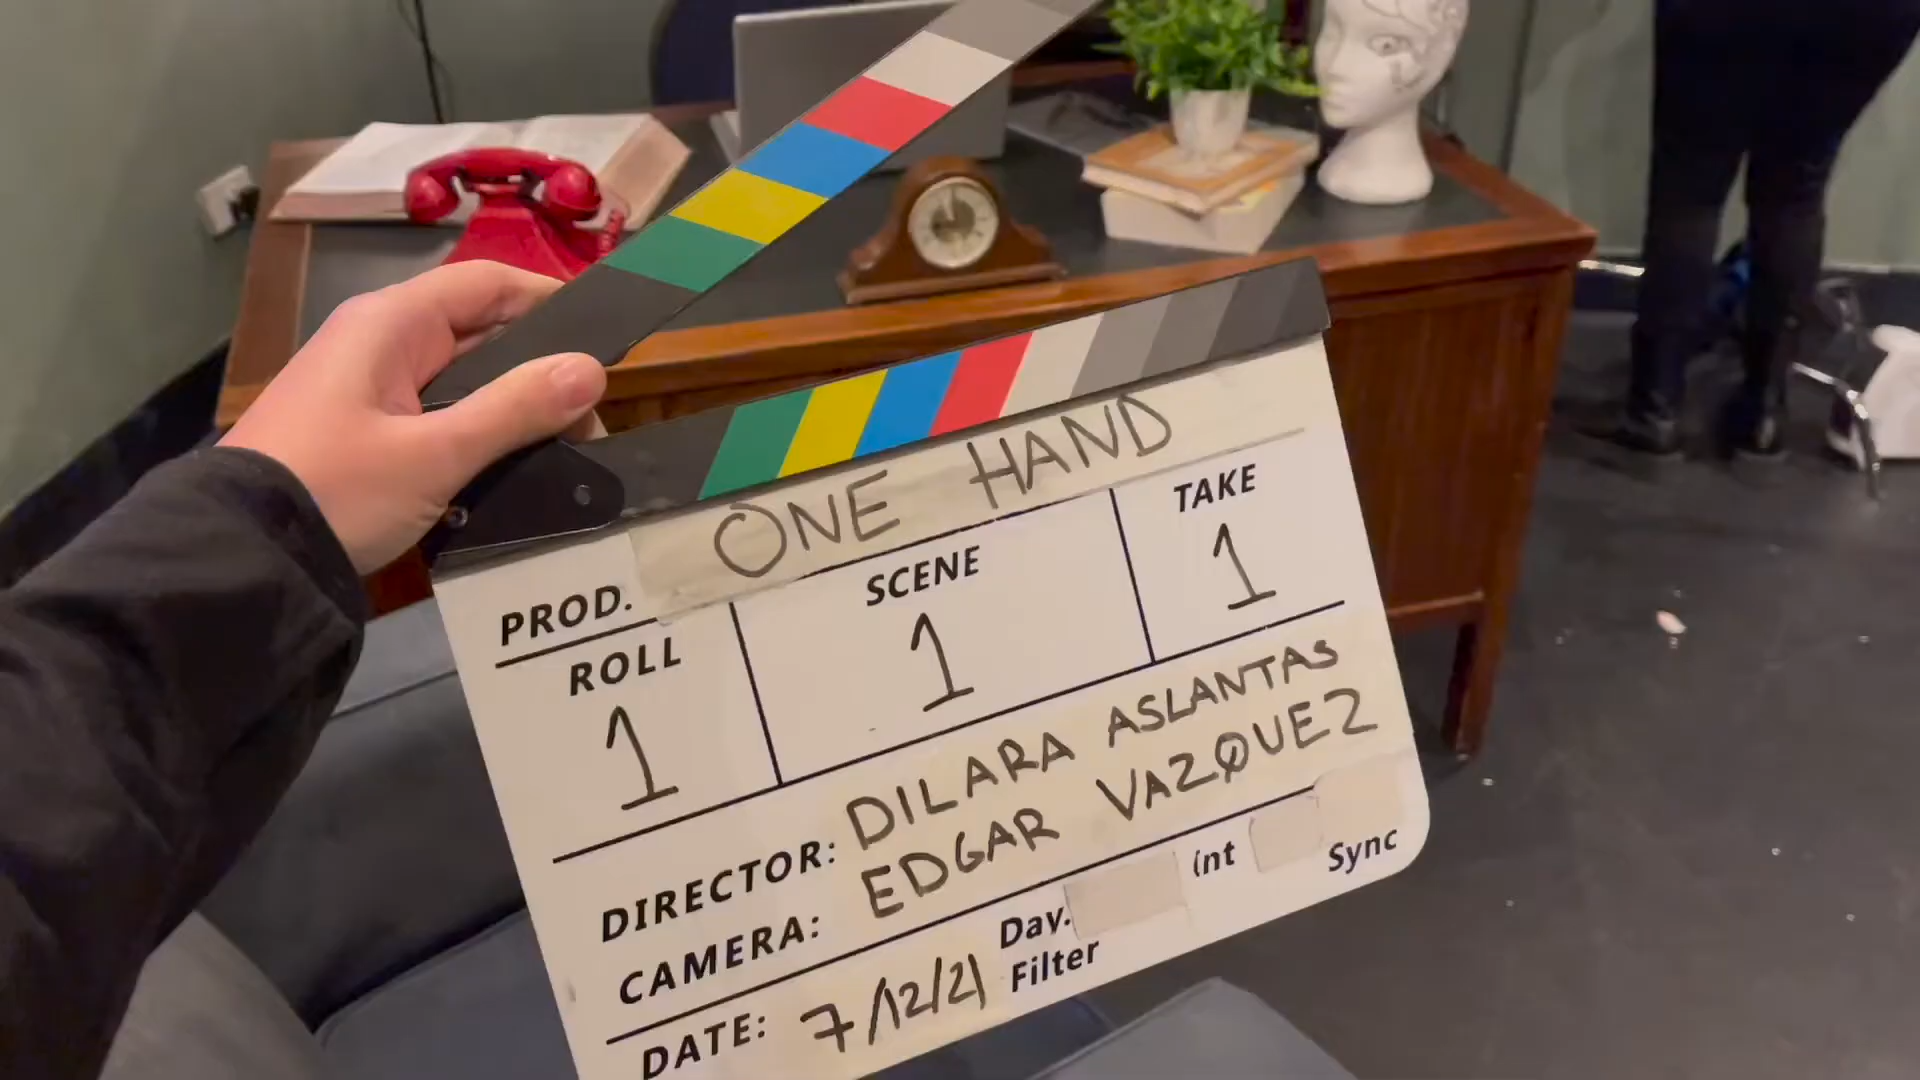 PROD. ONE HAND
ROLL SCENE TAKE
1 1 1
DIRECTOR: DILARA ASLANTAS
CAMERA: EDGAR VAZQUEZ
DATE: 7/12/21 Day. int Sync
Filter